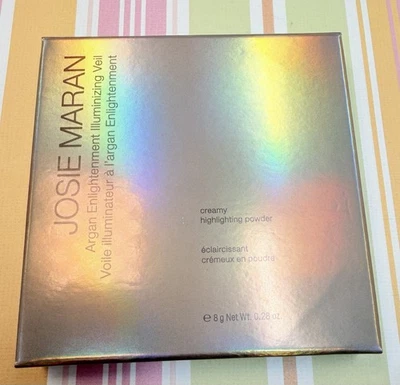 JOSIE MARAN
Argan Enlightenment Illuminizing Veil
Voile illuminateur à l'argan Enlightenment
creamy
highlighting powder
éclaircissant
crémeux en poudre
℮ 8 g Net Wt. 0.28 oz.